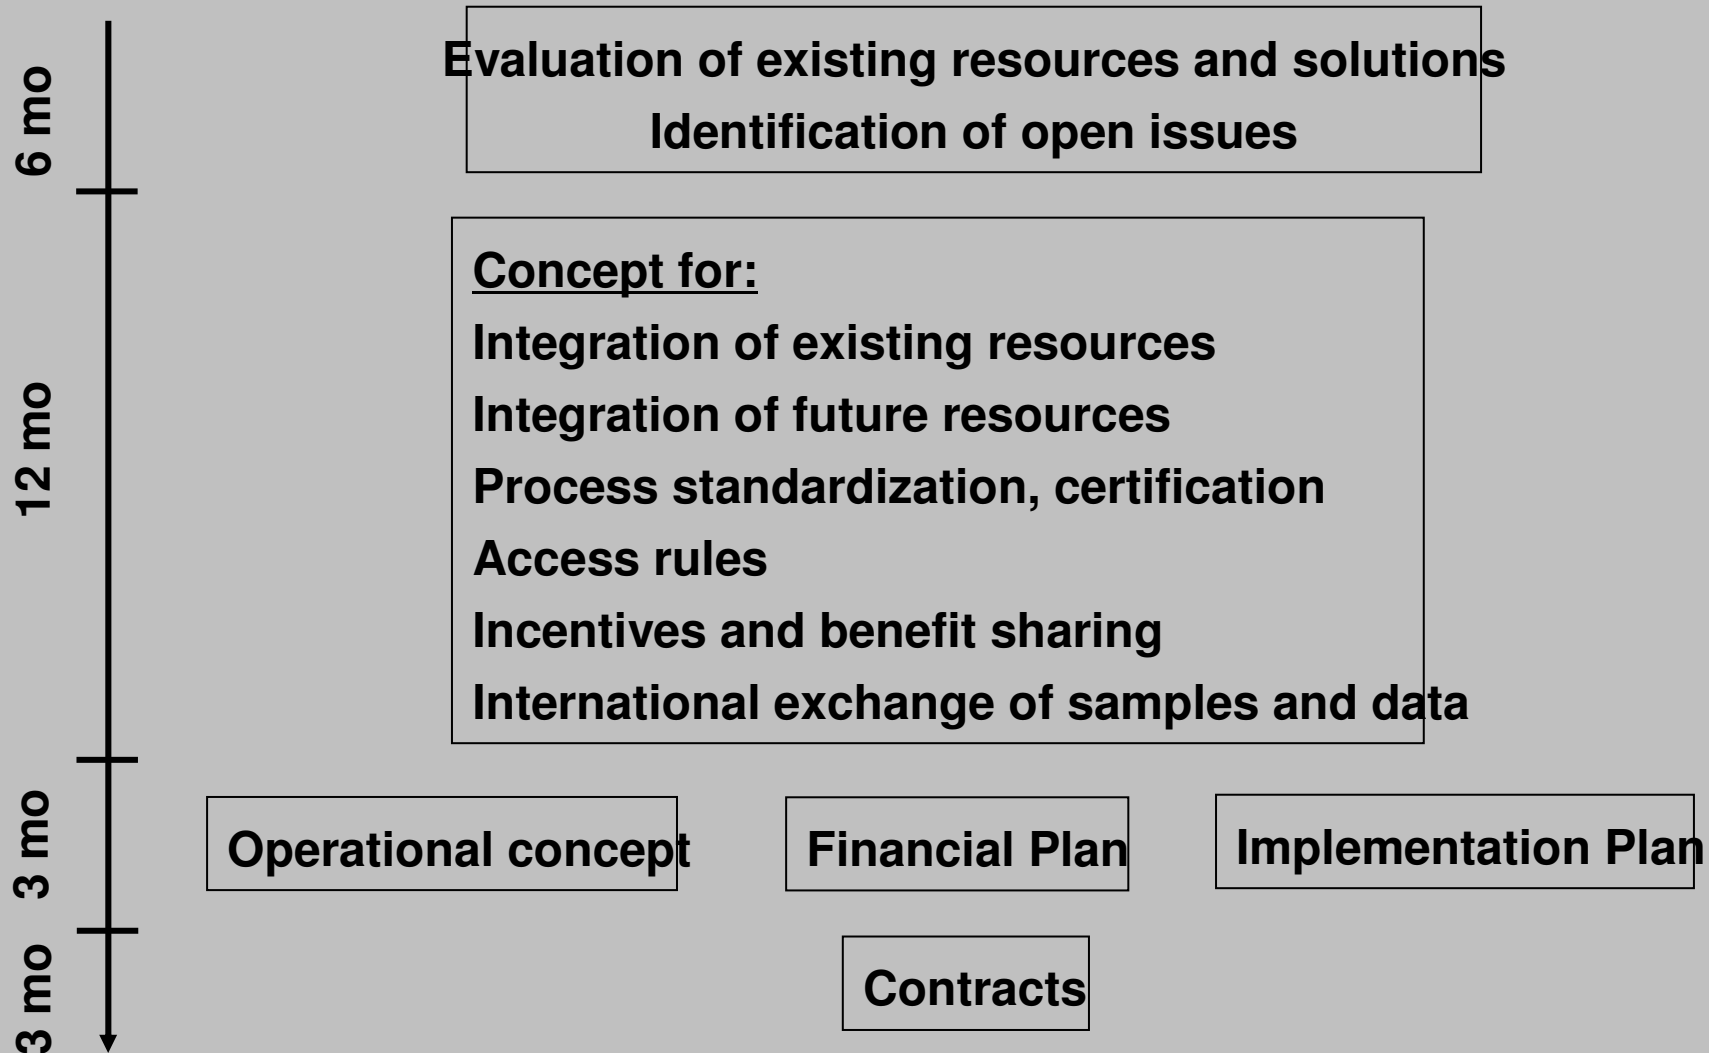 6 mo
Evaluation of existing resources and solutions
Identification of open issues
12 mo
Concept for:
Integration of existing resources
Integration of future resources
Process standardization, certification
Access rules
Incentives and benefit sharing
International exchange of samples and data
3 mo
Operational concept
Financial Plan
Implementation Plan
3 mo
Contracts